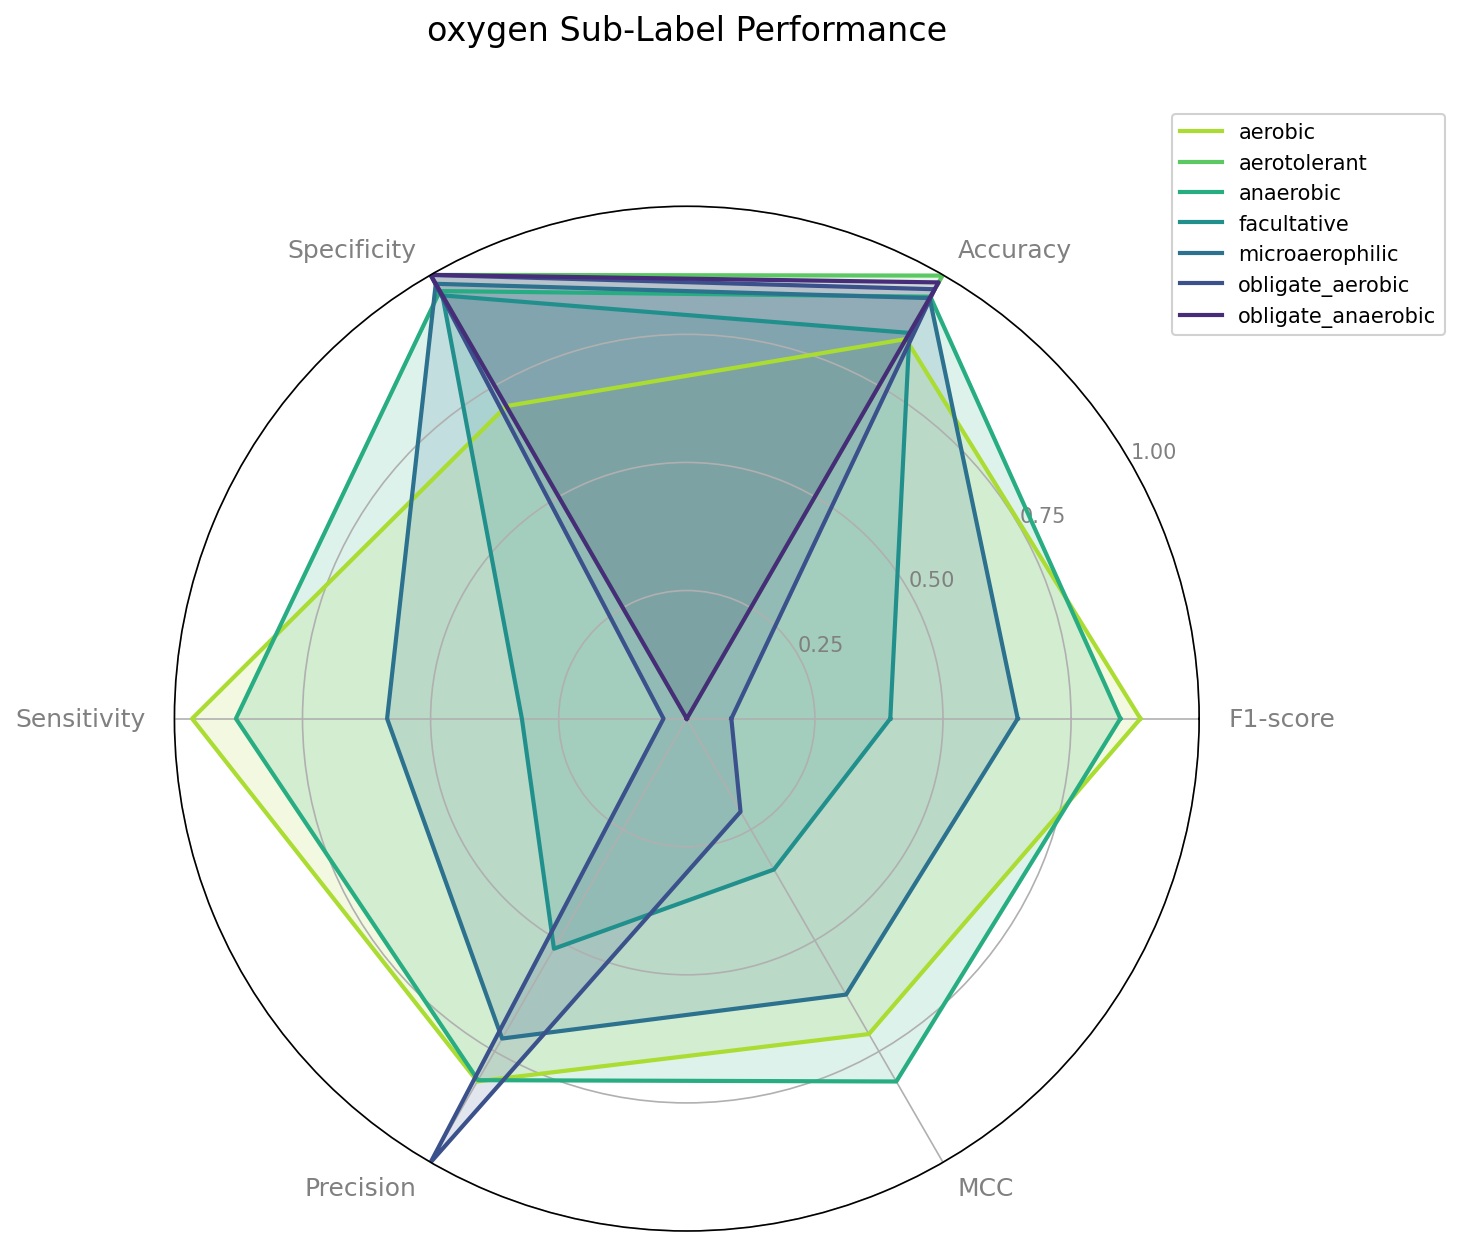 oxygen Sub-Label Performance
aerobic
aerotolerant
anaerobic
facultative
microaerophilic
obligate_aerobic
obligate_anaerobic
Specificity
Accuracy
1.00
0.75
0.50
0.25
Sensitivity
F1-score
Precision
MCC